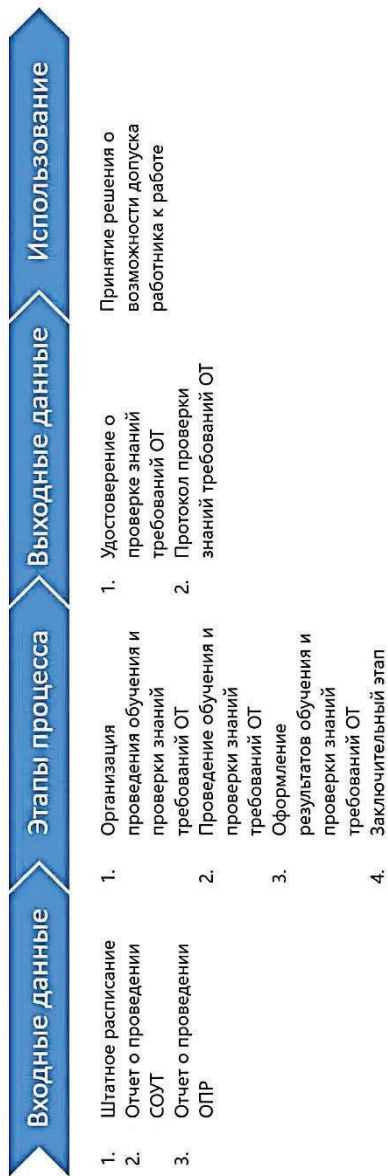 Входные данные
Этапы процесса
Выходные данные
Использование
1. Штатное расписание
2. Отчет о проведении
СОУТ
3. Отчет о проведении
ОПР
1. Организация
проведения обучения и
проверки знаний
требований ОТ
2. Проведение обучения и
проверки знаний
требований ОТ
3. Оформление
результатов обучения и
проверки знаний
требований ОТ
4. Заключительный этап
1. Удостоверение о
проверке знаний
требований ОТ
2. Протокол проверки
знаний требований ОТ
Принятие решения о
возможности допуска
работника к работе